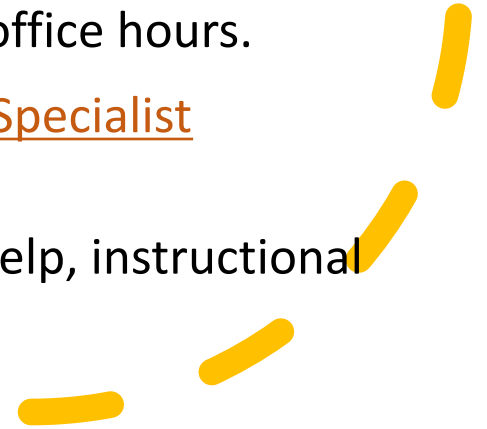 office hours.
Specialist
elp, instructional